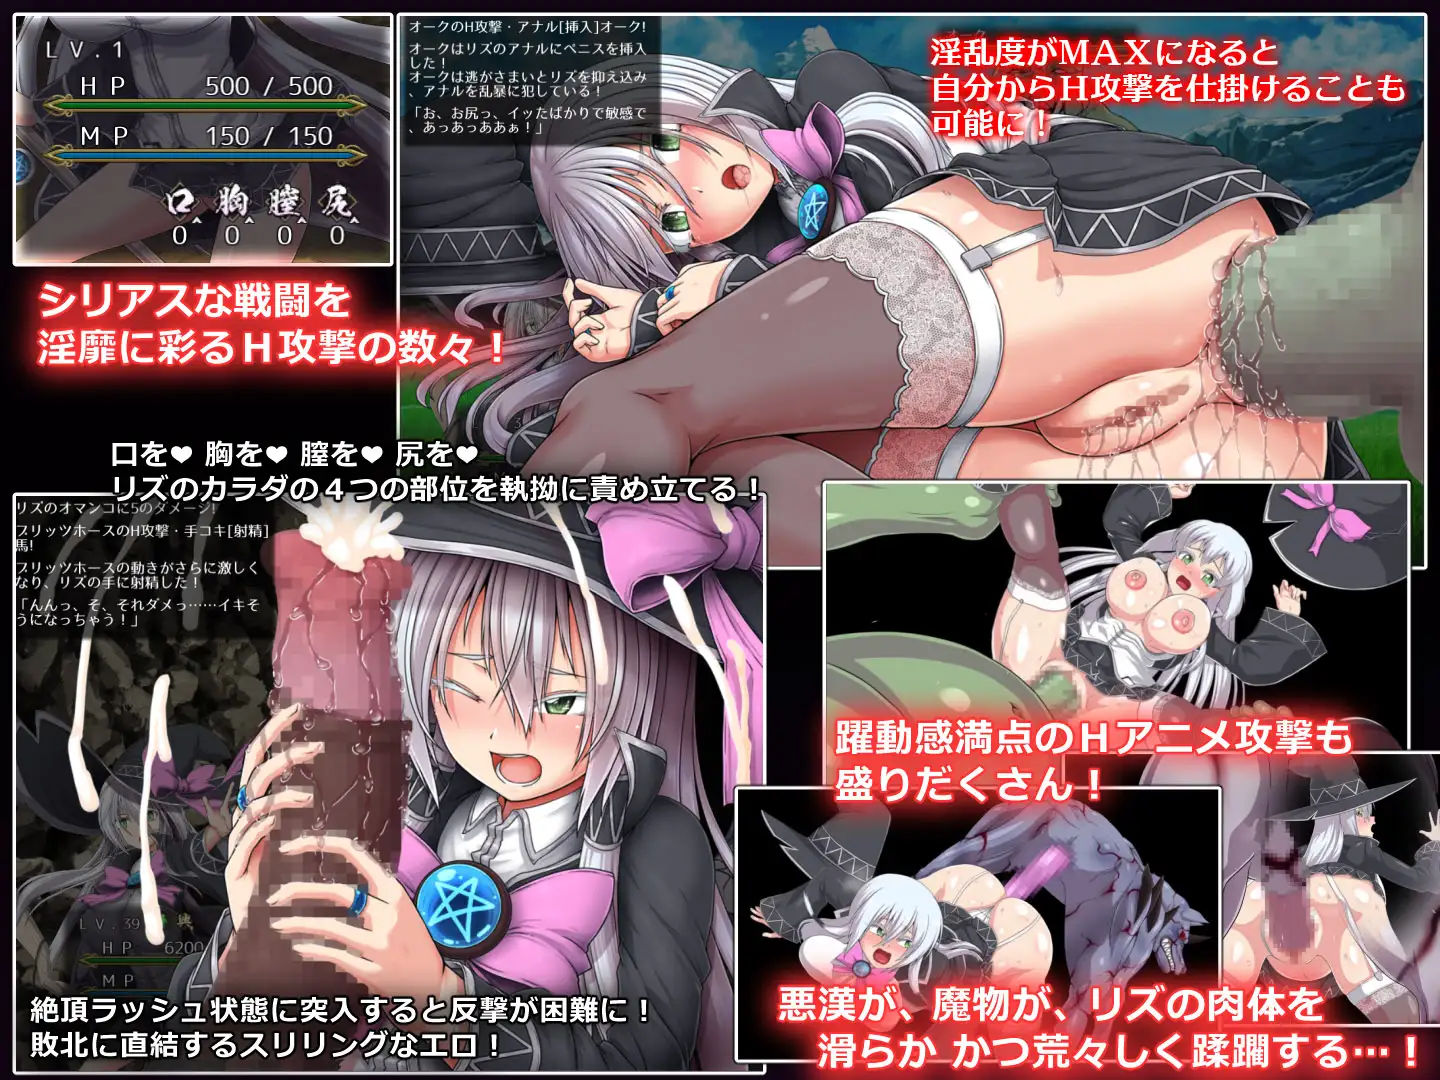 LV.1
HP 500 / 500
MP 150 / 150
口 胸 膣 尻
0 0 0 0
シリアスな戦闘を
淫靡に彩るH攻撃の数々！
オークのH攻撃・アナル[挿入]オーク!
オークはリズのアナルにペニスを挿入
した！
オークは逃がさまいとリズを抑え込み
、アナルを乱暴に犯している！
「お、お尻っ、イッたばかりで敏感で
、あっあっああぁ！」
淫乱度がMAXになると
自分からH攻撃を仕掛けることも
可能に！
口を♥ 胸を♥ 膣を♥ 尻を♥
リズのカラダの４つの部位を執拗に責め立てる！
リズのオマンコに5のダメージ!
ブリッツホースのH攻撃・手コキ[射精]
馬!
ブリッツホースの動きがさらに激しく
なり、リズの手に射精した！
「んんっ、そ、それダメっ……イキそ
うになっちゃう！」
LV.39
HP 6200
MP
絶頂ラッシュ状態に突入すると反撃が困難に！
敗北に直結するスリリングなエロ！
躍動感満点のHアニメ攻撃も
盛りだくさん！
悪漢が、魔物が、リズの肉体を
滑らか かつ荒々しく蹂躙する…！